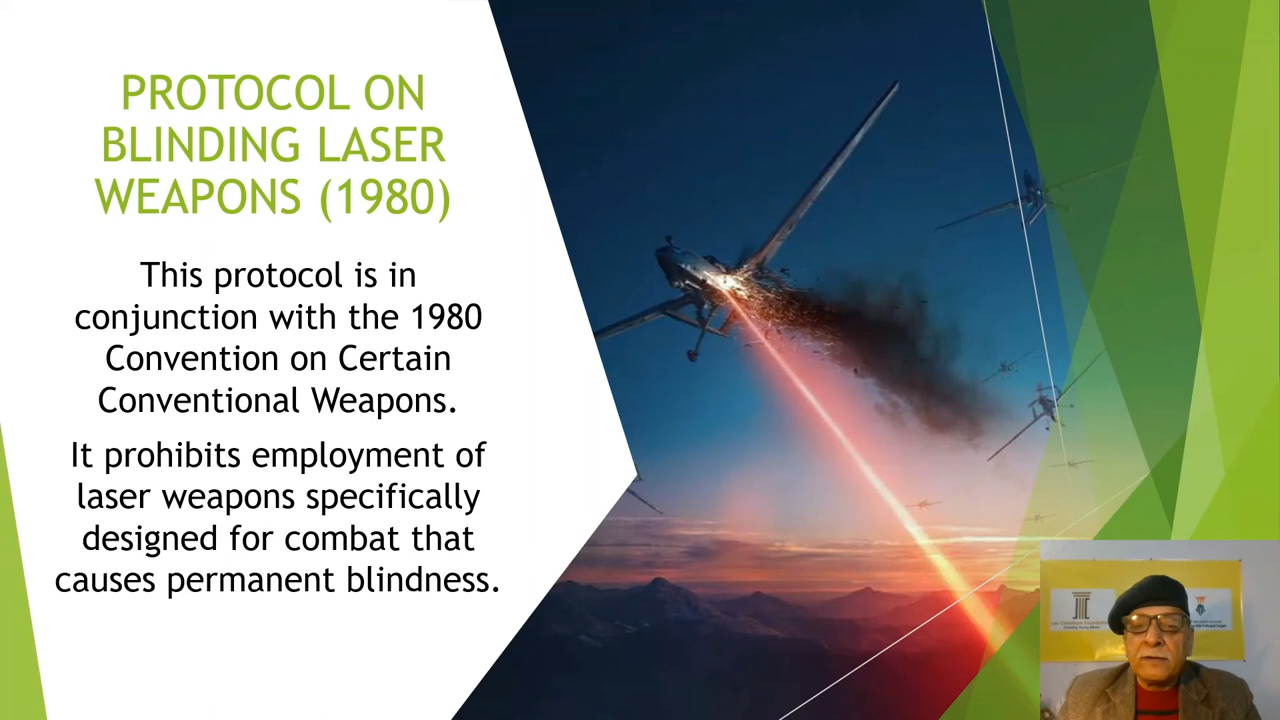 PROTOCOL ON
BLINDING LASER
WEAPONS (1980)
This protocol is in
conjunction with the 1980
Convention on Certain
Conventional Weapons.
It prohibits employment of
laser weapons specifically
designed for combat that
causes permanent blindness.